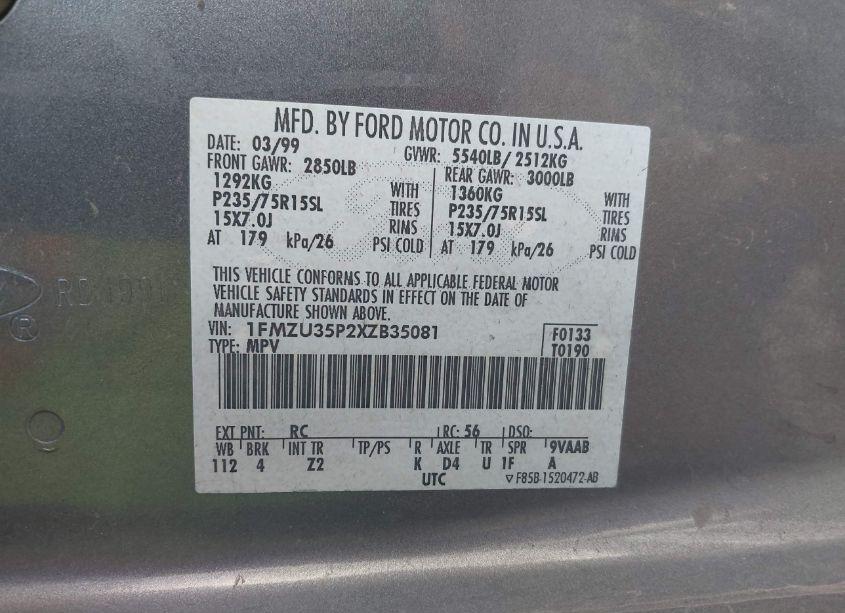 MFD. BY FORD MOTOR CO. IN U.S.A.
DATE: 03/99 GVWR: 5540LB/ 2512KG
FRONT GAWR: 2850LB REAR GAWR: 3000LB
1292KG WITH 1360KG WITH
P235/75R15SL TIRES P235/75R15SL TIRES
15X7.0J RIMS 15X7.0J RIMS
AT 179 kPa/26 PSI COLD AT 179 kPa/26 PSI COLD
THIS VEHICLE CONFORMS TO ALL APPLICABLE FEDERAL MOTOR
VEHICLE SAFETY STANDARDS IN EFFECT ON THE DATE OF
MANUFACTURE SHOWN ABOVE.
VIN: 1FMZU35P2XZB35081 F0133
TYPE: MPV T0190
EXT PNT: RC RC: 56 DSO:
WB BRK INT TR TP/PS R AXLE TR SPR 9VAAB
112 4 Z2 K D4 U 1F A
UTC ▽ F85B-1520472-AB
®